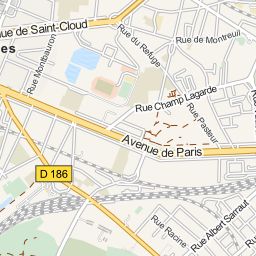 ue de Saint-Cloud
Rue du Refuge
Rue de Montreuil
es
Rue Montbauron
Rue Champ Lagarde
Rue Pasteur
Avenue de Paris
D 186
Rue Racine
Rue Albert Sarraut